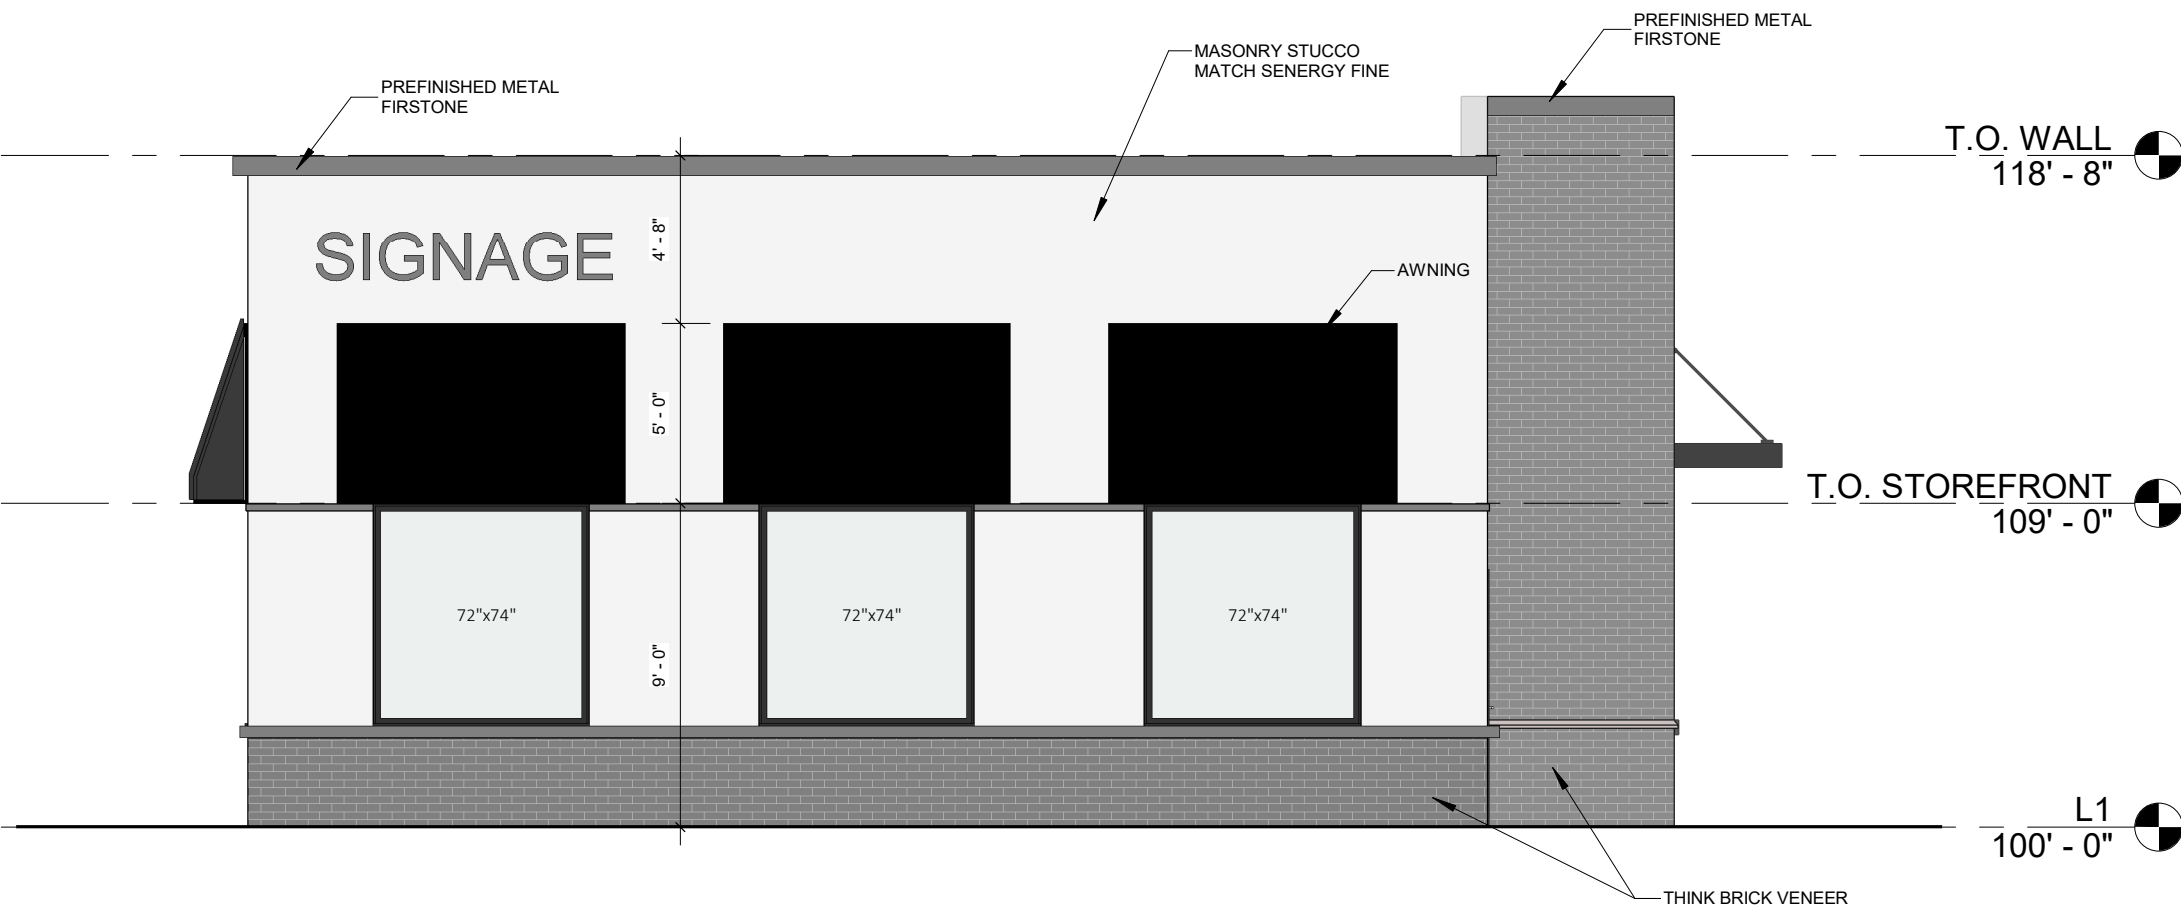 PREFINISHED METAL
FIRSTONE
MASONRY STUCCO
MATCH SENERGY FINE
PREFINISHED METAL
FIRSTONE
T.O. WALL
118' - 8"
SIGNAGE
4' - 8"
AWNING
5' - 0"
T.O. STOREFRONT
109' - 0"
72"x74"
72"x74"
72"x74"
9' - 0"
L1
100' - 0"
THINK BRICK VENEER